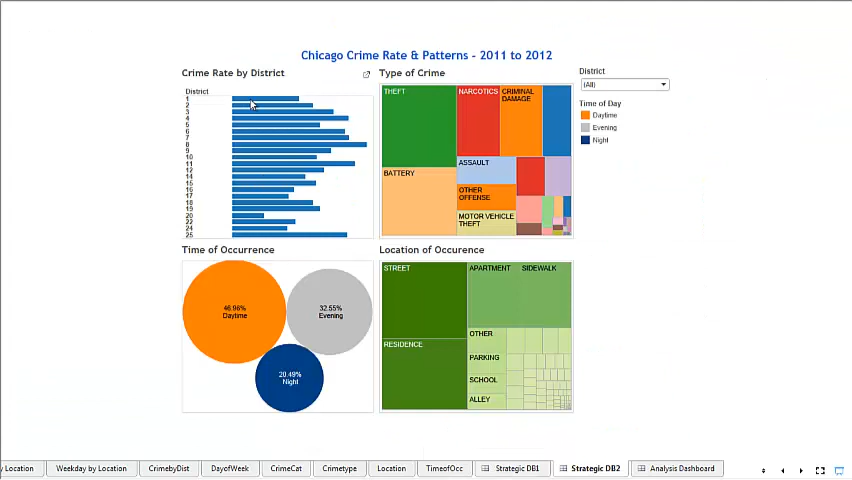 Chicago Crime Rate & Patterns - 2011 to 2012
Crime Rate by District
District
1
2
3
4
5
6
7
8
9
10
11
12
14
15
16
17
18
19
20
22
24
25
Type of Crime
THEFT
NARCOTICS
CRIMINAL
DAMAGE
BATTERY
ASSAULT
OTHER
OFFENSE
MOTOR VEHICLE
THEFT
District
(All)
Time of Day
Daytime
Evening
Night
Time of Occurrence
46.96%
Daytime
32.55%
Evening
20.49%
Night
Location of Occurence
STREET
APARTMENT
SIDEWALK
RESIDENCE
OTHER
PARKING
SCHOOL
ALLEY
y Location
Weekday by Location
CrimebyDist
DayofWeek
CrimeCat
Crimetype
Location
TimeofOcc
Strategic DB1
Strategic DB2
Analysis Dashboard